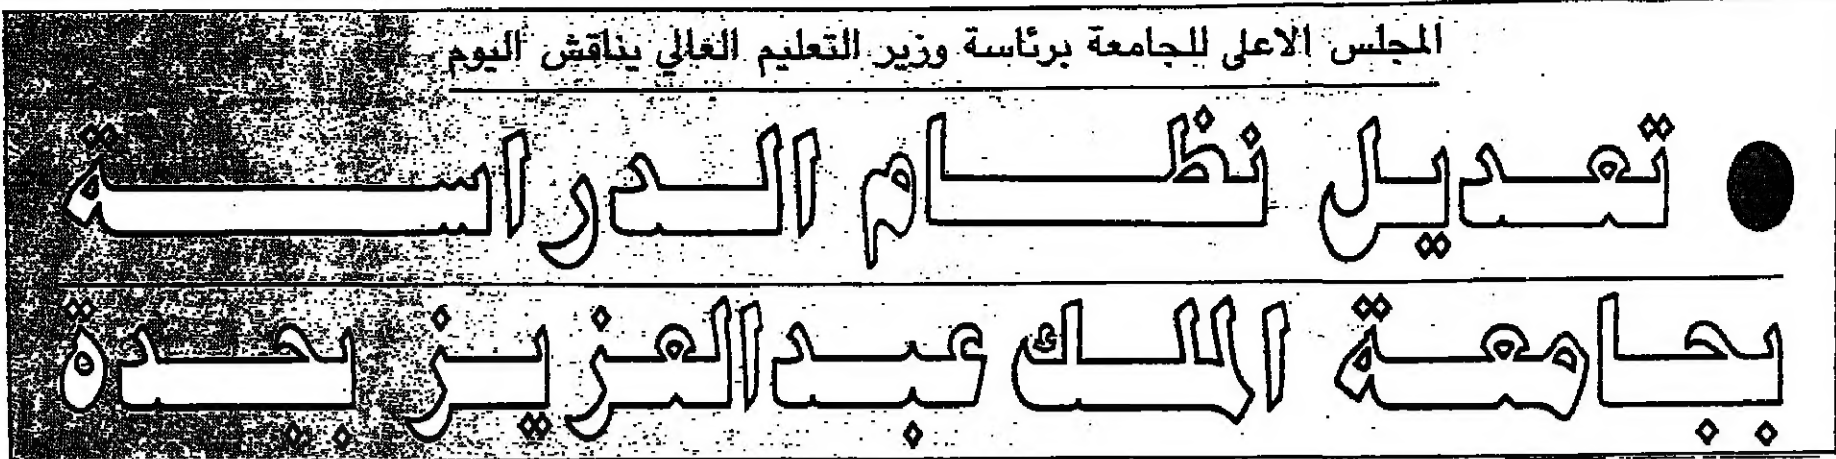 المجلس الاعلى للجامعة برئاسة وزير التعليم العالي يناقش اليوم
● تعديل نظام الدراسة
بجامعة الملك عبدالعزيز بجدة